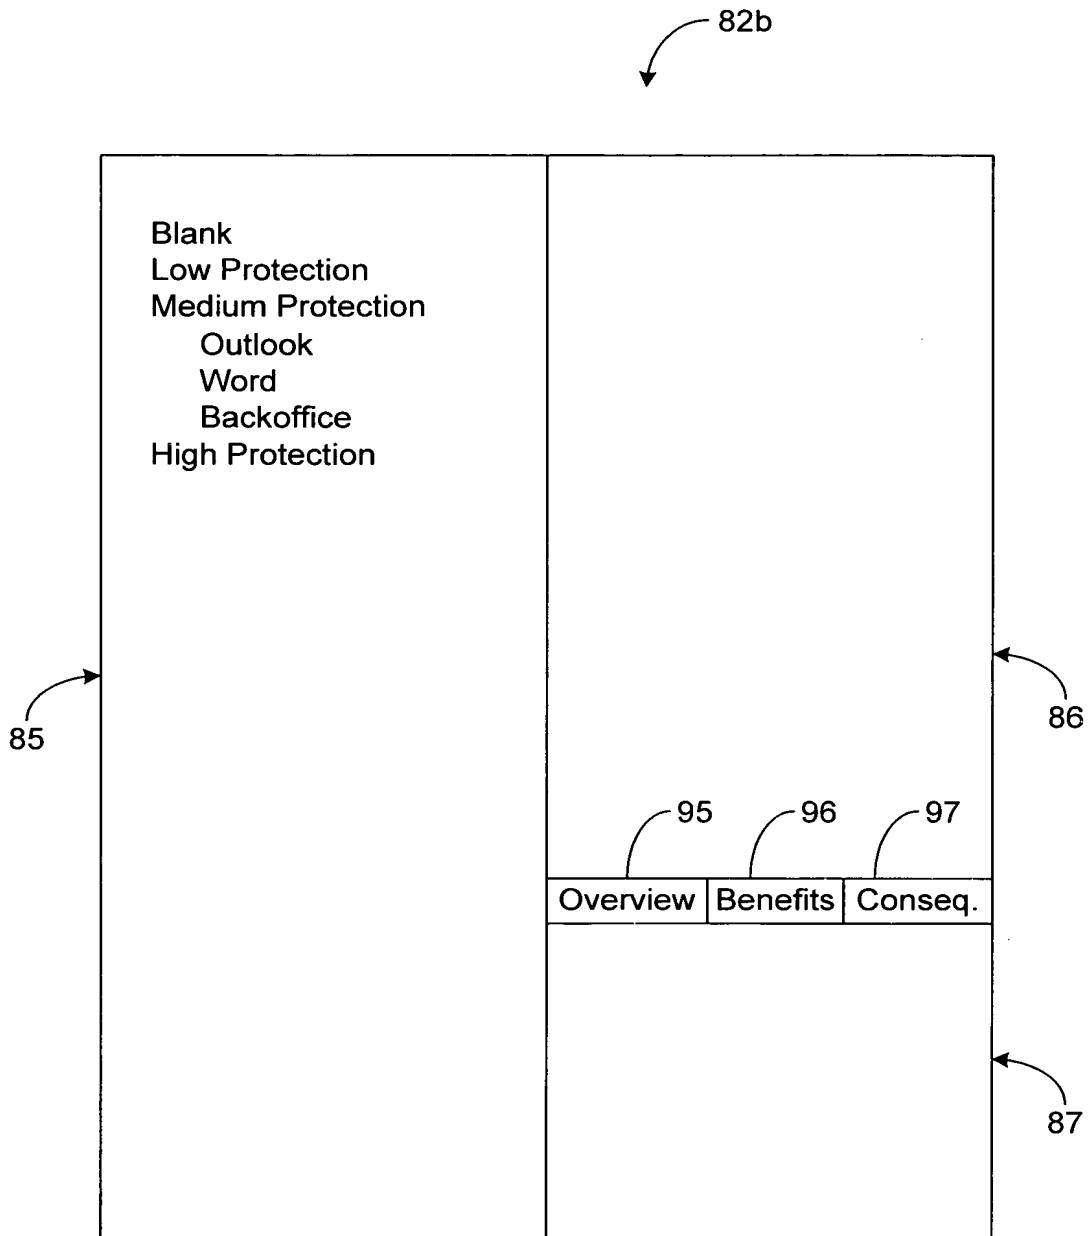 82b
Blank
Low Protection
Medium Protection
Outlook
Word
Backoffice
High Protection
85
86
95 96 97
Overview Benefits Conseq.
87